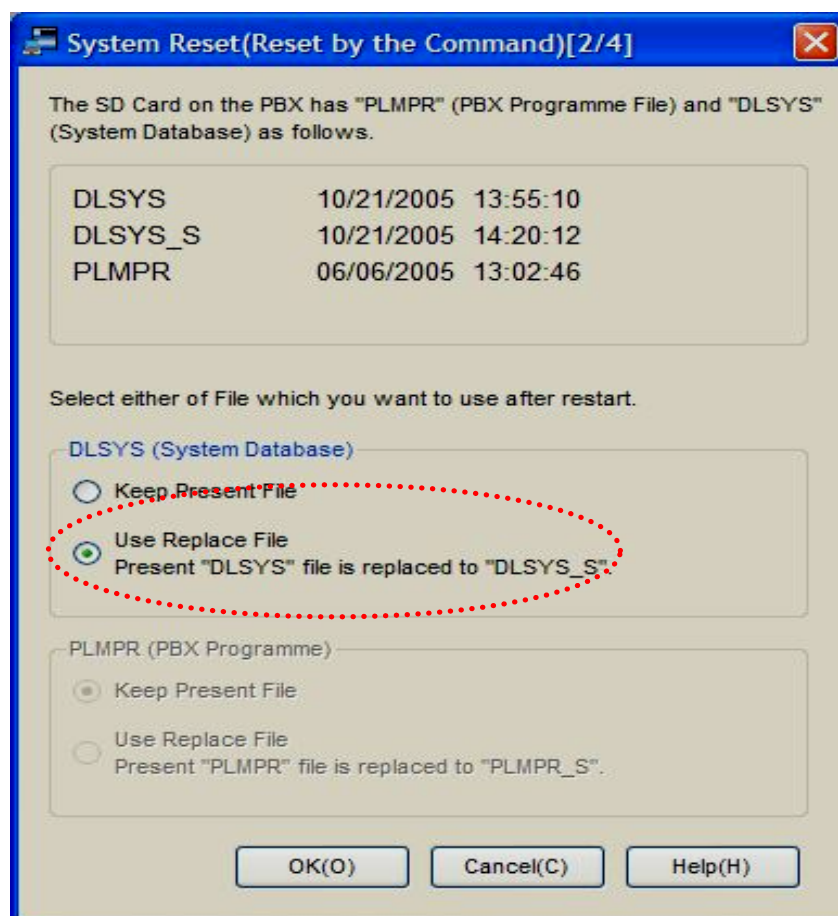 System Reset(Reset by the Command)[2/4]
The SD Card on the PBX has "PLMPR" (PBX Programme File) and "DLSYS"
(System Database) as follows.
DLSYS 10/21/2005 13:55:10
DLSYS_S 10/21/2005 14:20:12
PLMPR 06/06/2005 13:02:46
Select either of File which you want to use after restart.
DLSYS (System Database)
Keep Present File
Use Replace File
Present "DLSYS" file is replaced to "DLSYS_S".
PLMPR (PBX Programme)
Keep Present File
Use Replace File
Present "PLMPR" file is replaced to "PLMPR_S".
OK(O) Cancel(C) Help(H)